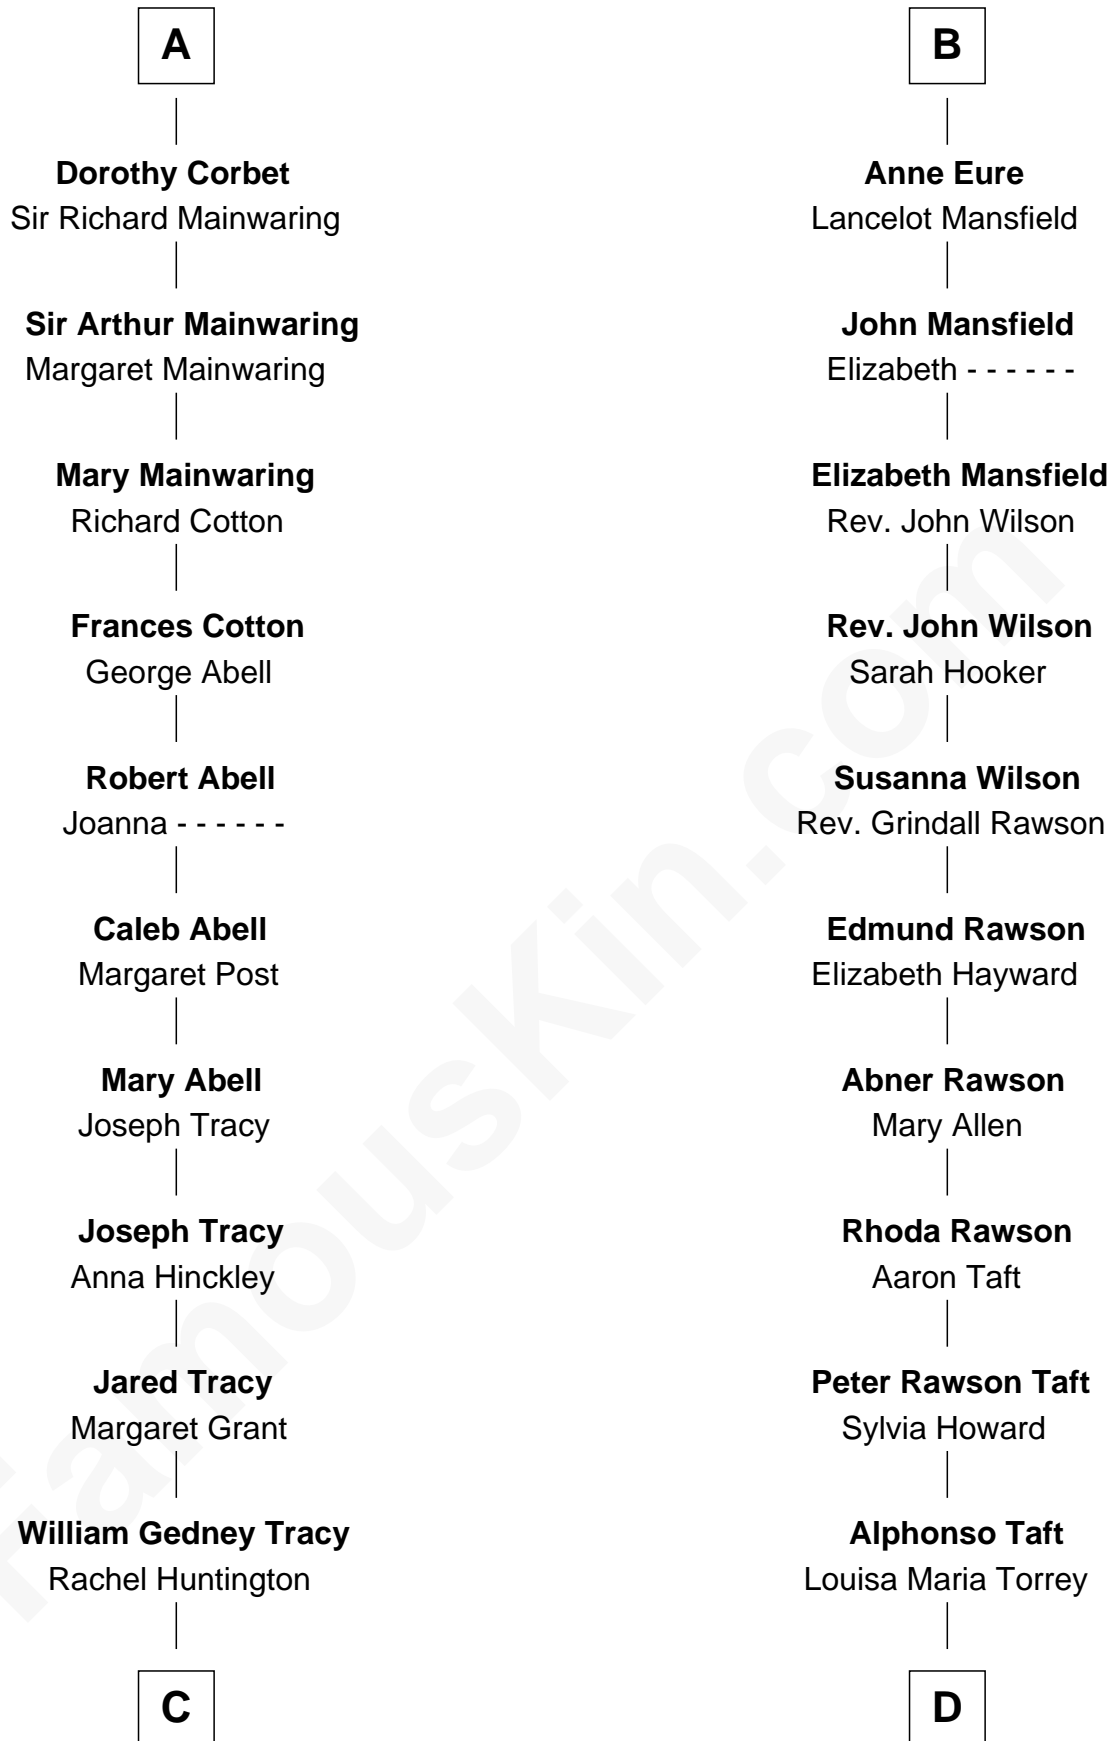 A
Dorothy Corbet
Sir Richard Mainwaring
Sir Arthur Mainwaring
Margaret Mainwaring
Mary Mainwaring
Richard Cotton
Frances Cotton
George Abell
Robert Abell
Joanna - - - - - -
Caleb Abell
Margaret Post
Mary Abell
Joseph Tracy
Joseph Tracy
Anna Hinckley
Jared Tracy
Margaret Grant
William Gedney Tracy
Rachel Huntington
C
B
Anne Eure
Lancelot Mansfield
John Mansfield
Elizabeth - - - - - -
Elizabeth Mansfield
Rev. John Wilson
Rev. John Wilson
Sarah Hooker
Susanna Wilson
Rev. Grindall Rawson
Edmund Rawson
Elizabeth Hayward
Abner Rawson
Mary Allen
Rhoda Rawson
Aaron Taft
Peter Rawson Taft
Sylvia Howard
Alphonso Taft
Louisa Maria Torrey
D
FamousKin.com